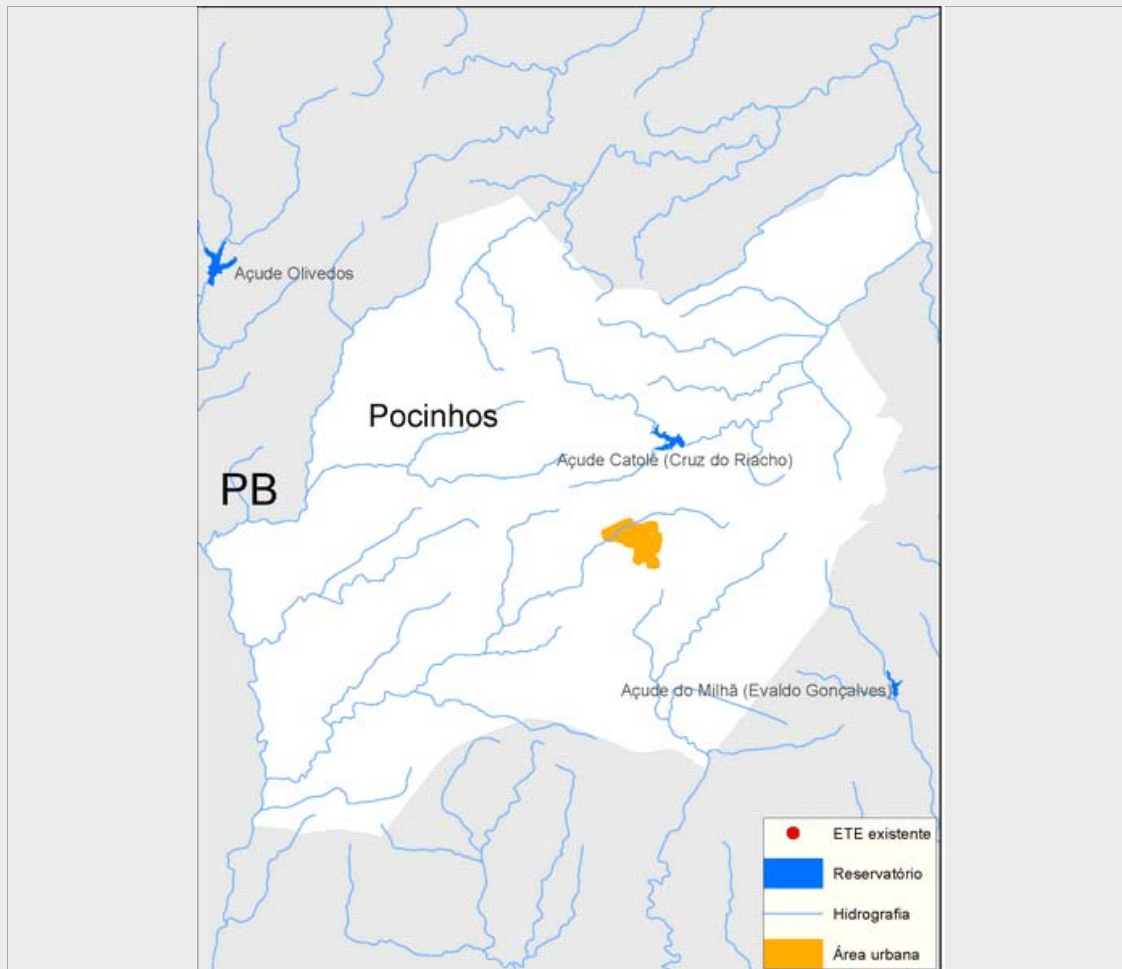 Açude Olivedos
Pocinhos
Açude Catolé (Cruz do Riacho)
PB
Açude do Milhã (Evaldo Gonçalves)
ETE existente
Reservatório
Hidrografia
Área urbana